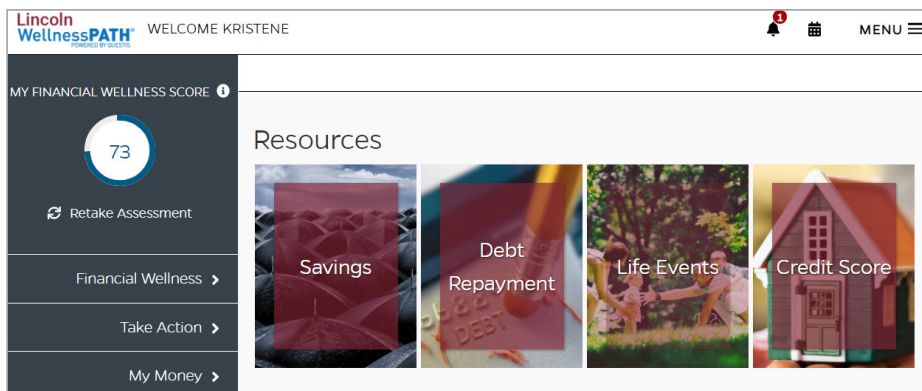 Lincoln
WellnessPATH®
POWERED BY QUESTIS
WELCOME KRISTENE
1
MENU
MY FINANCIAL WELLNESS SCORE
73
Retake Assessment
Financial Wellness
Take Action
My Money
Resources
Savings
Debt
Repayment
DEBT
Life Events
Credit Score